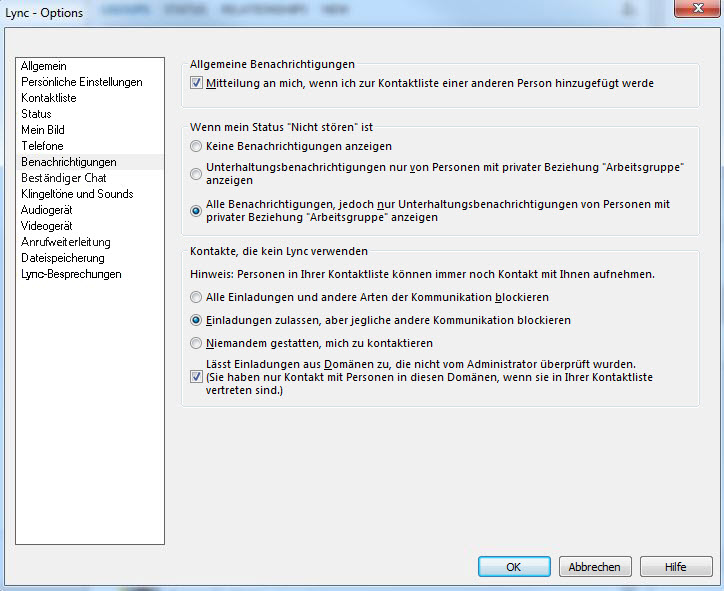 GROUPS STATUS RELATIONSHIPS NEW
Lync - Options
Allgemein
Persönliche Einstellungen
Kontaktliste
Status
Mein Bild
Telefone
Benachrichtigungen
Beständiger Chat
Klingeltöne und Sounds
Audiogerät
Videogerät
Anrufweiterleitung
Dateispeicherung
Lync-Besprechungen
Allgemeine Benachrichtigungen
Mitteilung an mich, wenn ich zur Kontaktliste einer anderen Person hinzugefügt werde
Wenn mein Status "Nicht stören" ist
Keine Benachrichtigungen anzeigen
Unterhaltungsbenachrichtigungen nur von Personen mit privater Beziehung "Arbeitsgruppe"
anzeigen
Alle Benachrichtigungen, jedoch nur Unterhaltungsbenachrichtigungen von Personen mit
privater Beziehung "Arbeitsgruppe" anzeigen
Kontakte, die kein Lync verwenden
Hinweis: Personen in Ihrer Kontaktliste können immer noch Kontakt mit Ihnen aufnehmen.
Alle Einladungen und andere Arten der Kommunikation blockieren
Einladungen zulassen, aber jegliche andere Kommunikation blockieren
Niemandem gestatten, mich zu kontaktieren
Lässt Einladungen aus Domänen zu, die nicht vom Administrator überprüft wurden.
(Sie haben nur Kontakt mit Personen in diesen Domänen, wenn sie in Ihrer Kontaktliste
vertreten sind.)
OK
Abbrechen
Hilfe